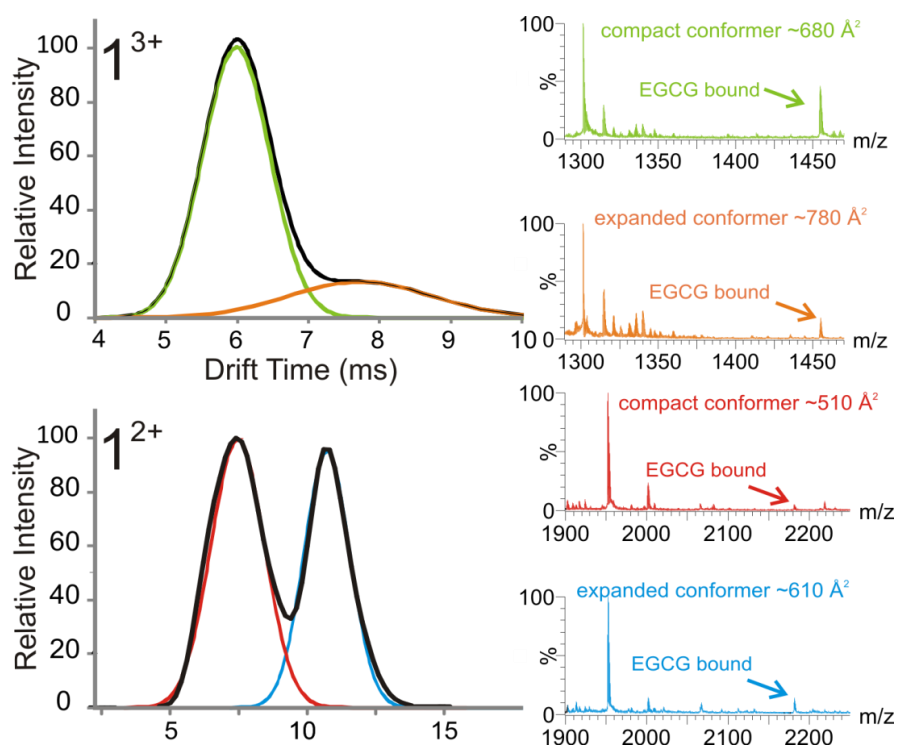 1³⁺
Relative Intensity
100
80
60
40
20
0
4 5 6 7 8 9 10
Drift Time (ms)
100
%
0
compact conformer ~680 Å²
EGCG bound
1300 1350 1400 1450 m/z
100
%
0
expanded conformer ~780 Å²
EGCG bound
1300 1350 1400 1450 m/z
1²⁺
Relative Intensity
100
80
60
40
20
0
5 10 15
100
%
0
compact conformer ~510 Å²
EGCG bound
1900 2000 2100 2200 m/z
100
%
0
expanded conformer ~610 Å²
EGCG bound
1900 2000 2100 2200 m/z